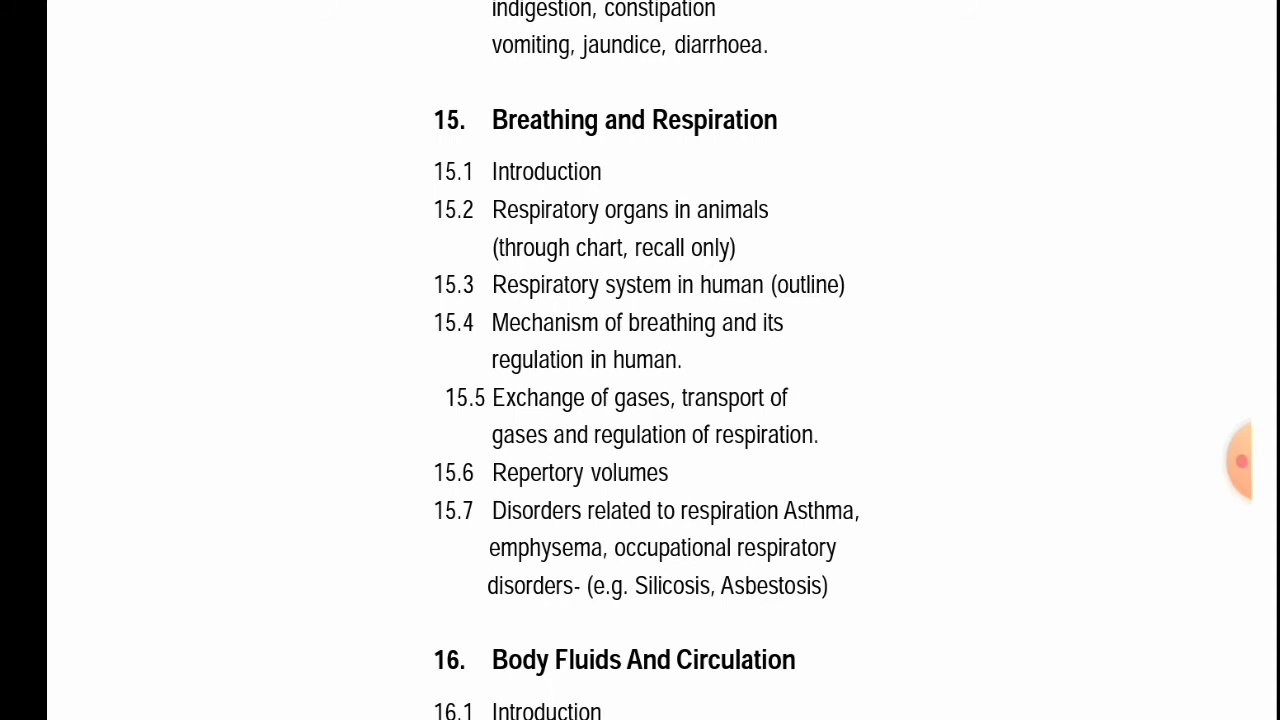 indigestion, constipation
vomiting, jaundice, diarrhoea.
15. Breathing and Respiration
15.1 Introduction
15.2 Respiratory organs in animals
(through chart, recall only)
15.3 Respiratory system in human (outline)
15.4 Mechanism of breathing and its
regulation in human.
15.5 Exchange of gases, transport of
gases and regulation of respiration.
15.6 Repertory volumes
15.7 Disorders related to respiration Asthma,
emphysema, occupational respiratory
disorders- (e.g. Silicosis, Asbestosis)
16. Body Fluids And Circulation
16.1 Introduction